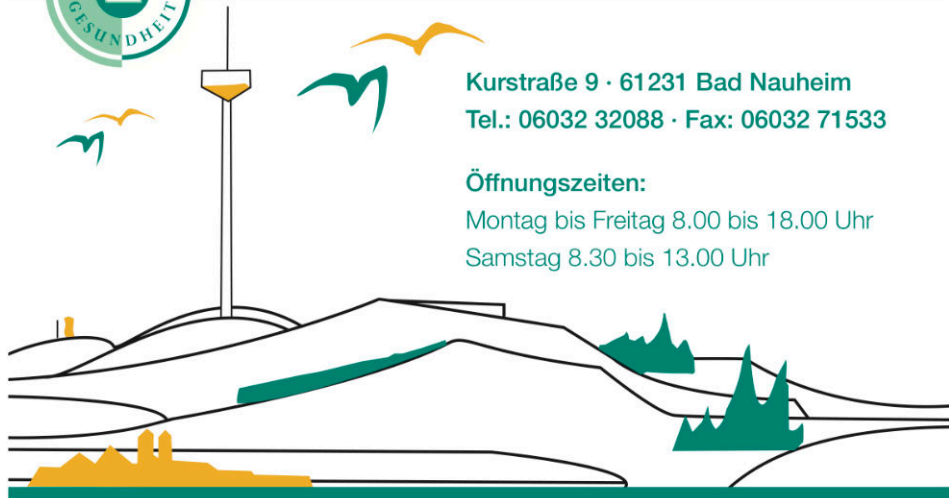 GESUNDHEIT
Kurstraße 9 · 61231 Bad Nauheim
Tel.: 06032 32088 · Fax: 06032 71533
Öffnungszeiten:
Montag bis Freitag 8.00 bis 18.00 Uhr
Samstag 8.30 bis 13.00 Uhr